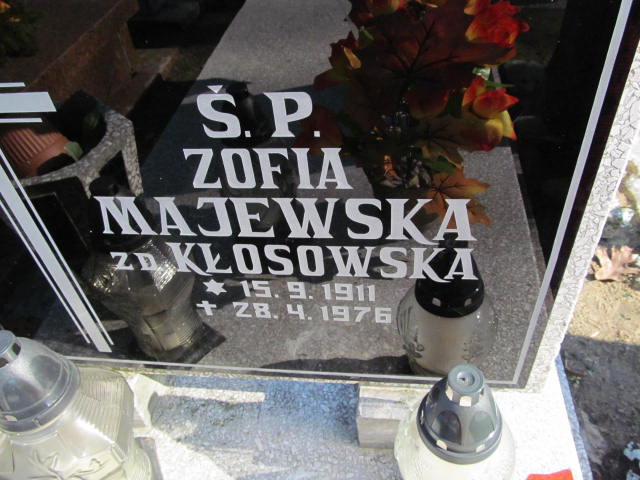 Ś. P.
ZOFIA
MAJEWSKA
ZD KŁOSOWSKA
* 15. 9. 1911
✝ 28. 4. 1976